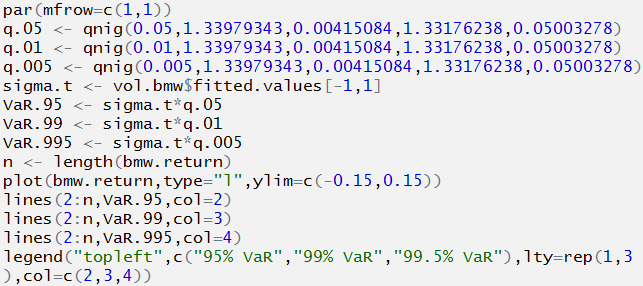 par(mfrow=c(1,1))
q.05 <- qnig(0.05,1.33979343,0.00415084,1.33176238,0.05003278)
q.01 <- qnig(0.01,1.33979343,0.00415084,1.33176238,0.05003278)
q.005 <- qnig(0.005,1.33979343,0.00415084,1.33176238,0.05003278)
sigma.t <- vol.bmw$fitted.values[-1,1]
VaR.95 <- sigma.t*q.05
VaR.99 <- sigma.t*q.01
VaR.995 <- sigma.t*q.005
n <- length(bmw.return)
plot(bmw.return,type="l",ylim=c(-0.15,0.15))
lines(2:n,VaR.95,col=2)
lines(2:n,VaR.99,col=3)
lines(2:n,VaR.995,col=4)
legend("topleft",c("95% VaR","99% VaR","99.5% VaR"),lty=rep(1,3
),col=c(2,3,4))